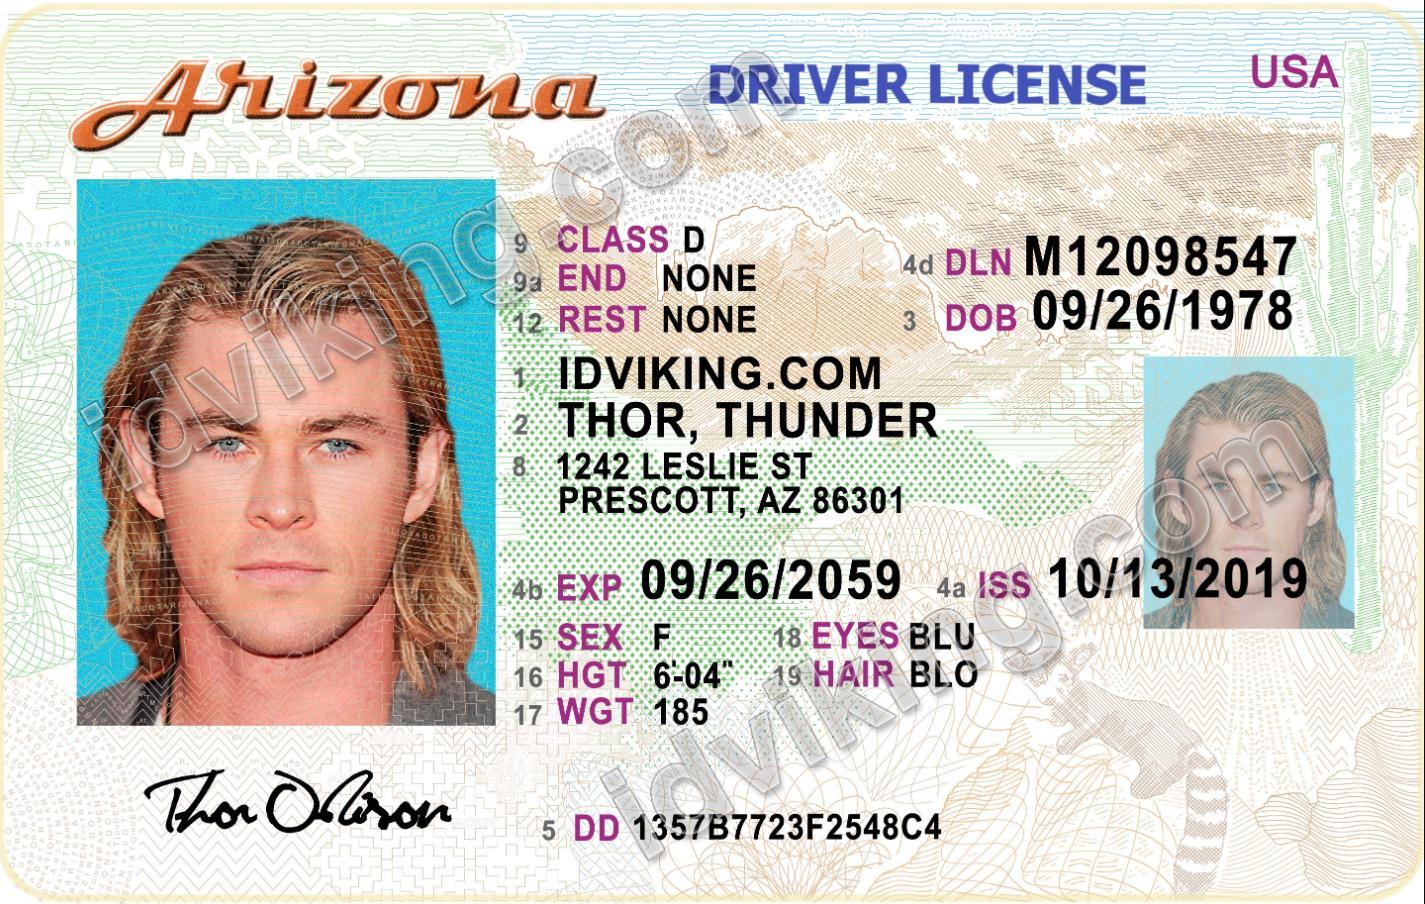 Arizona DRIVER LICENSE USA
9 CLASS D
4d DLN M12098547
9a END NONE
12 REST NONE
3 DOB 09/26/1978
1 IDVIKING.COM
2 THOR, THUNDER
8 1242 LESLIE ST
PRESCOTT, AZ 86301
4b EXP 09/26/2059 4a ISS 10/13/2019
15 SEX F 18 EYES BLU
16 HGT 6'-04" 19 HAIR BLO
17 WGT 185
Thor Odison
5 DD 1357B7723F2548C4
idviking.com
idviking.com